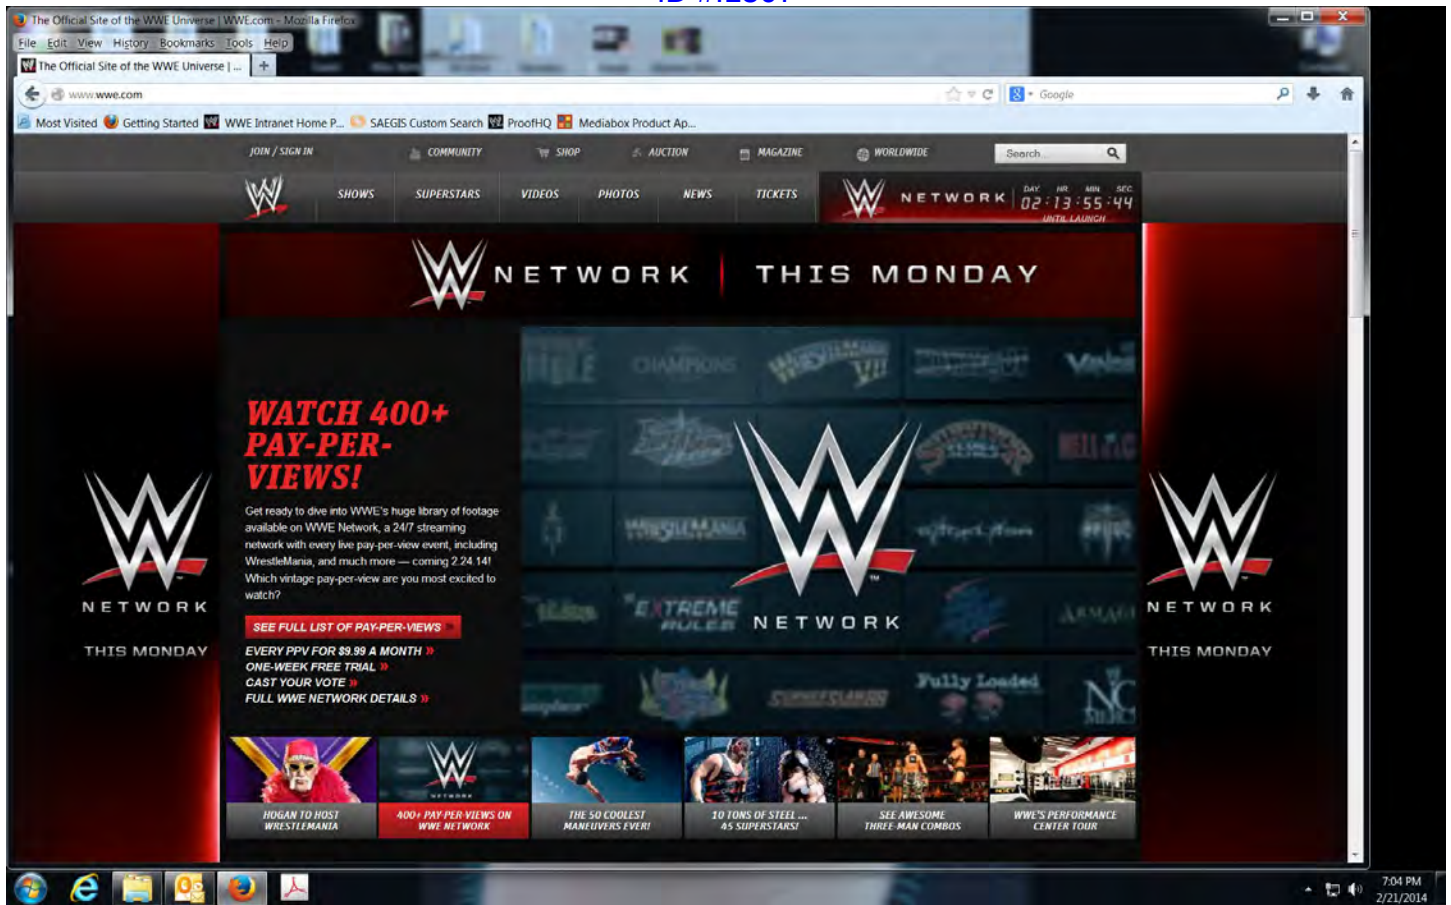 The Official Site of the WWE Universe | WWE.com - Mozilla Firefox
File Edit View History Bookmarks Tools Help
The Official Site of the WWE Universe | ... +
www.wwe.com
Google
Most Visited Getting Started WWE Intranet Home P... SAEGIS Custom Search ProofHQ Mediabox Product Ap...
JOIN / SIGN IN COMMUNITY SHOP AUCTION MAGAZINE WORLDWIDE Search...
SHOWS SUPERSTARS VIDEOS PHOTOS NEWS TICKETS
NETWORK
DAY HR MIN SEC
02:13:55:44
UNTIL LAUNCH
NETWORK | THIS MONDAY
CHAMPIONS
WRESTLEMANIA VII
WATCH 400+
PAY-PER-
VIEWS!
Get ready to dive into WWE's huge library of footage
available on WWE Network, a 24/7 streaming
network with every live pay-per-view event, including
WrestleMania, and much more — coming 2.24.14!
Which vintage pay-per-view are you most excited to
watch?
SEE FULL LIST OF PAY-PER-VIEWS »
EVERY PPV FOR $9.99 A MONTH »
ONE-WEEK FREE TRIAL »
CAST YOUR VOTE »
FULL WWE NETWORK DETAILS »
WRESTLEMANIA
EXTREME
RULES
TM
NETWORK
Fully Loaded
NETWORK
THIS MONDAY
NETWORK
THIS MONDAY
HOGAN TO HOST
WRESTLEMANIA
NETWORK
400+ PAY-PER-VIEWS ON
WWE NETWORK
THE 50 COOLEST
MANEUVERS EVER!
10 TONS OF STEEL ...
45 SUPERSTARS!
SEE AWESOME
THREE-MAN COMBOS
WWE'S PERFORMANCE
CENTER TOUR
7:04 PM
2/21/2014